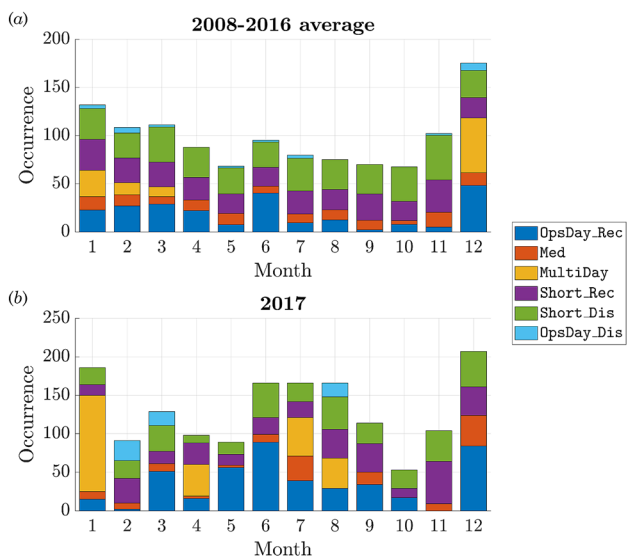 (a)
2008-2016 average
200
150
100
50
0
Occurrence
1 2 3 4 5 6 7 8 9 10 11 12
Month
OpsDay_Rec
Med
MultiDay
Short_Rec
Short_Dis
OpsDay_Dis
(b)
2017
250
200
150
100
50
0
Occurrence
1 2 3 4 5 6 7 8 9 10 11 12
Month